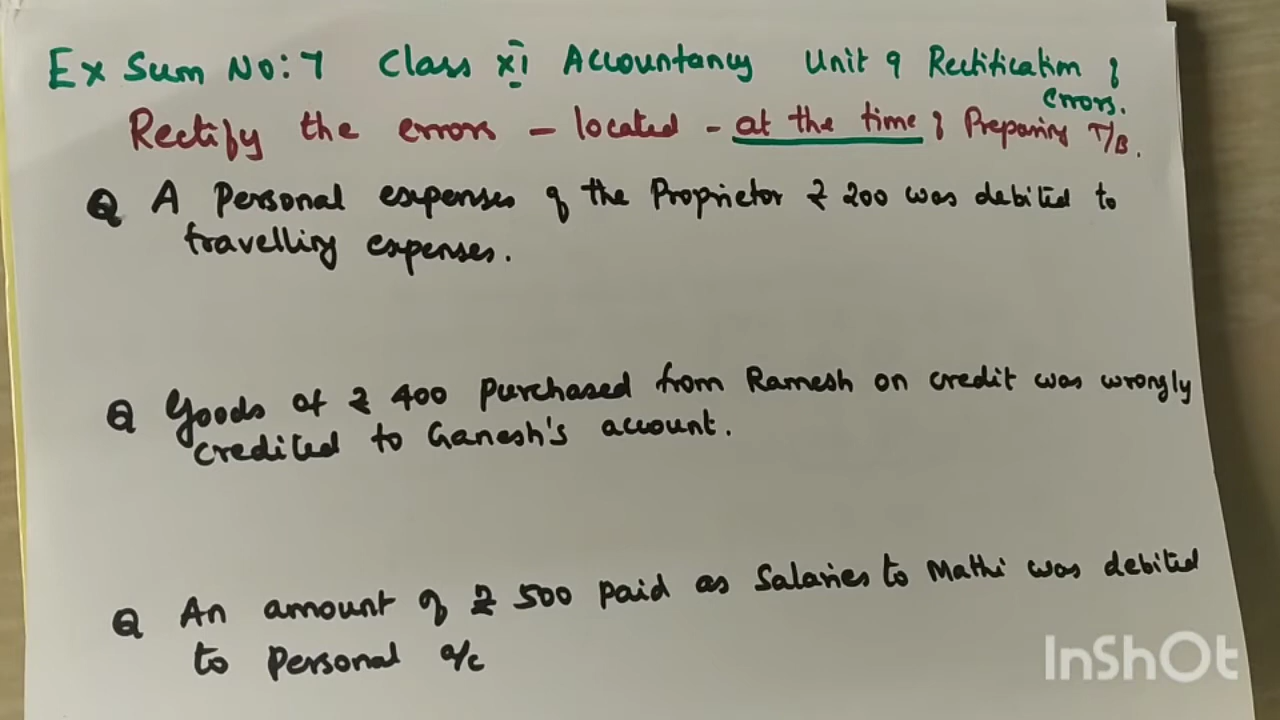 Ex Sum No: 7 Class XI Accountancy Unit 9 Rectification of
Errors.
Rectify the errors – located – at the time of Preparing T/B.
Q A Personal expenses of the Proprietor ₹ 200 was debited to
travelling expenses.
Q Goods of ₹ 400 purchased from Ramesh on credit was wrongly
credited to Ganesh's account.
Q An amount of ₹ 500 paid as Salaries to Mathi was debited
to personal a/c
InShOt